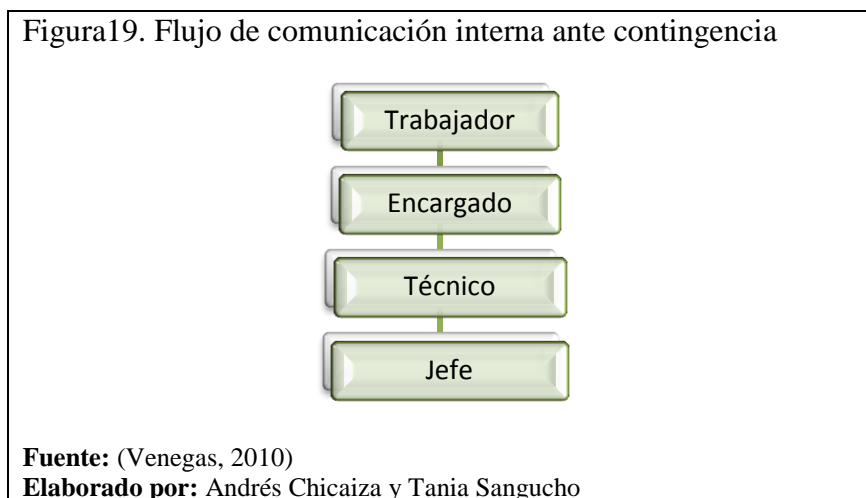 Figura19. Flujo de comunicación interna ante contingencia
Trabajador
Encargado
Técnico
Jefe
Fuente: (Venegas, 2010)
Elaborado por: Andrés Chicaiza y Tania Sangucho